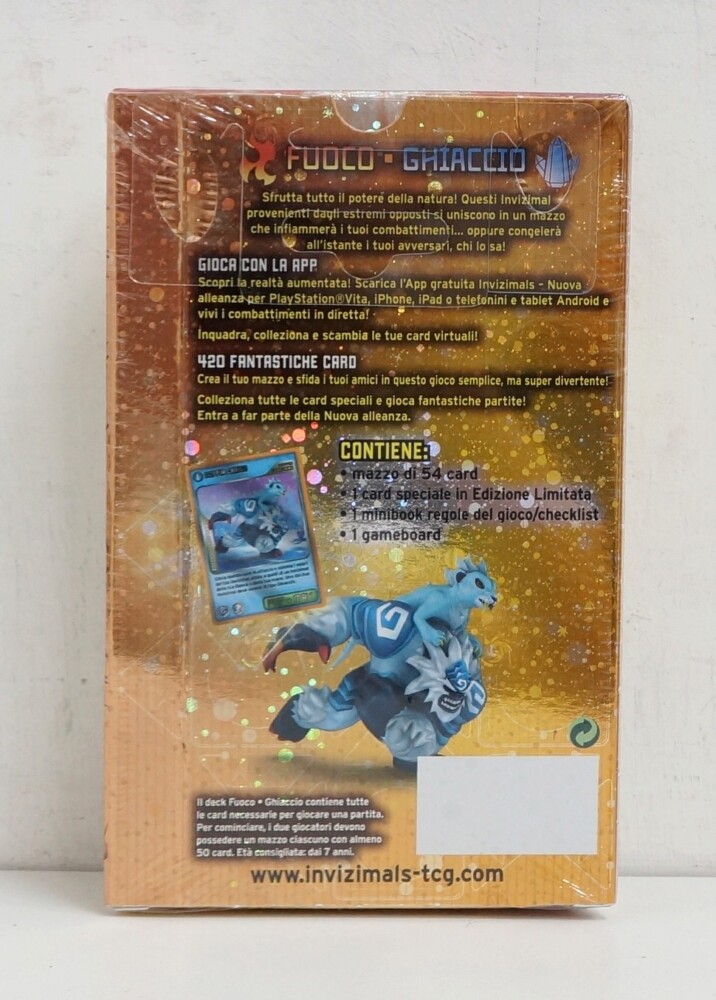 FUOCO • GHIACCIO
Sfrutta tutto il potere della natura! Questi Invizimal
provenienti dagli estremi opposti si uniscono in un mazzo
che infiammerà i tuoi combattimenti... oppure congelerà
all'istante i tuoi avversari, chi lo sa!
GIOCA CON LA APP
Scopri la realtà aumentata! Scarica l'App gratuita Invizimals - Nuova
alleanza per PlayStation®Vita, iPhone, iPad o telefonini e tablet Android e
vivi i combattimenti in diretta!
Inquadra, colleziona e scambia le tue card virtuali!
420 FANTASTICHE CARD
Crea il tuo mazzo e sfida i tuoi amici in questo gioco semplice, ma super divertente!
Colleziona tutte le card speciali e gioca fantastiche partite!
Entra a far parte della Nuova alleanza.
CONTIENE:
• mazzo di 54 card
• 1 card speciale in Edizione Limitata
• 1 minibook regole del gioco/checklist
• 1 gameboard
Il deck Fuoco • Ghiaccio contiene tutte
le card necessarie per giocare una partita.
Per cominciare, i due giocatori devono
possedere un mazzo ciascuno con almeno
50 card. Età consigliata: dai 7 anni.
www.invizimals-tcg.com